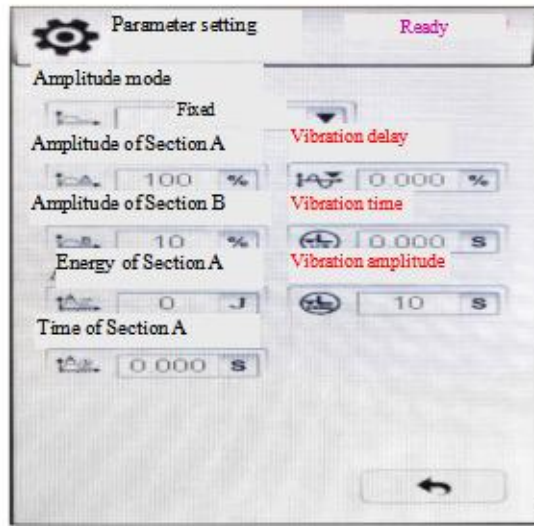 Parameter setting
Ready
Amplitude mode
Fixed
Amplitude of Section A
Vibration delay
100 %
0.000 %
Amplitude of Section B
Vibration time
10 %
0.000 S
Energy of Section A
Vibration amplitude
0 J
10 S
Time of Section A
0.000 S